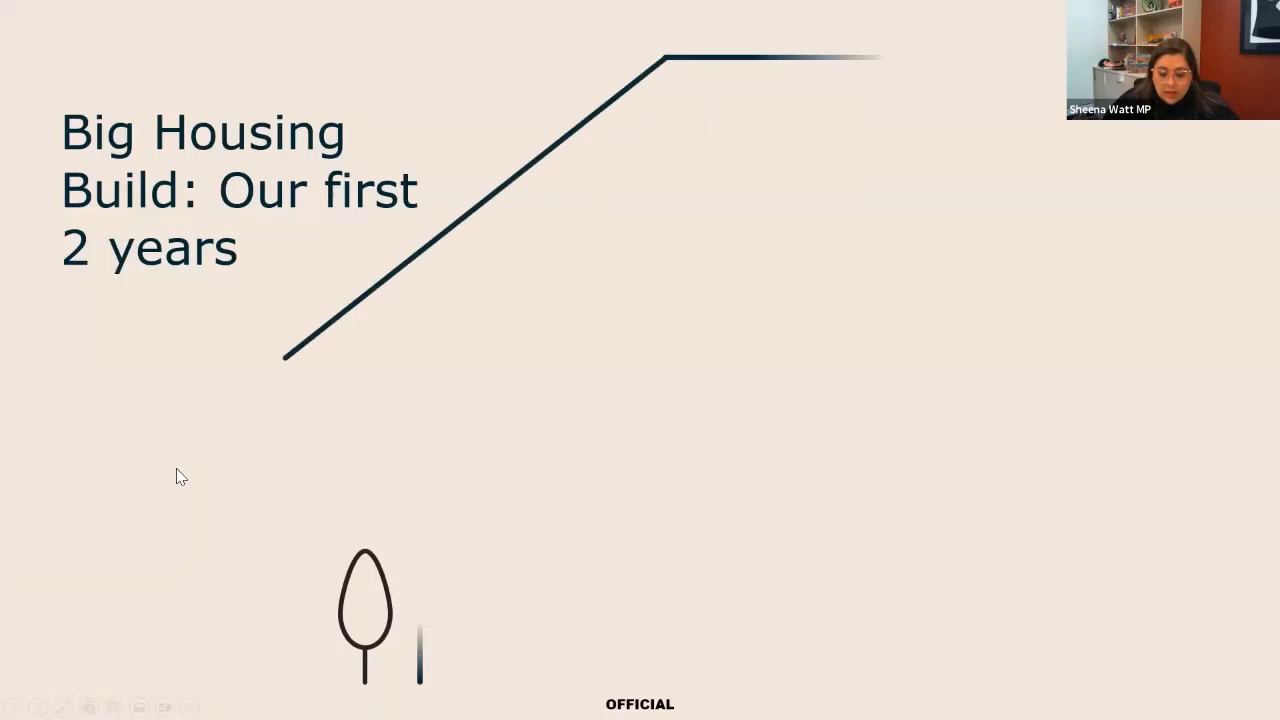 Big Housing
Build: Our first
2 years
Sheena Watt MP
OFFICIAL